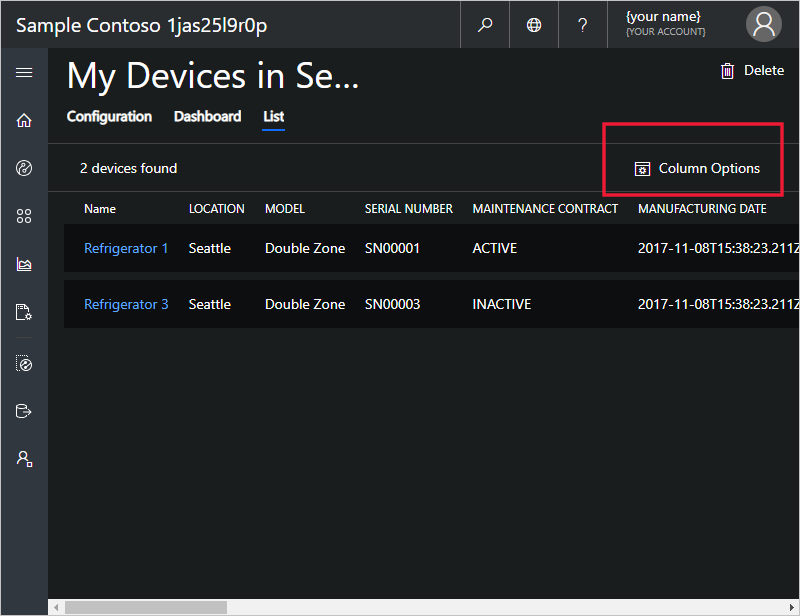 Sample Contoso 1jas25l9r0p
?
{your name}
{YOUR ACCOUNT}
My Devices in Se...
Delete
Configuration Dashboard List
2 devices found
Column Options
Name LOCATION MODEL SERIAL NUMBER MAINTENANCE CONTRACT MANUFACTURING DATE
Refrigerator 1 Seattle Double Zone SN00001 ACTIVE 2017-11-08T15:38:23.211Z
Refrigerator 3 Seattle Double Zone SN00003 INACTIVE 2017-11-08T15:38:23.211Z